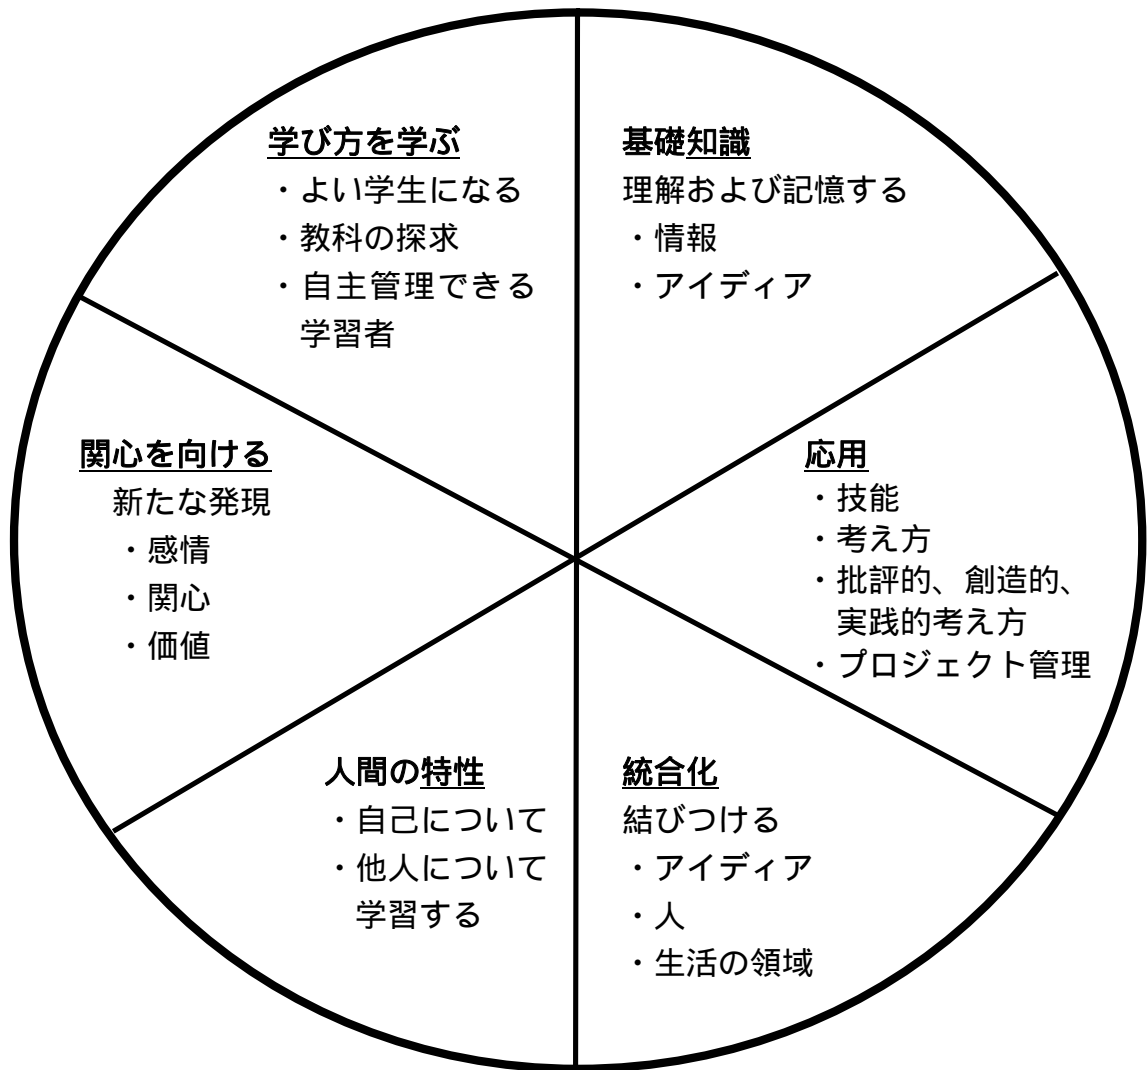 学び方を学ぶ
・よい学生になる
・教科の探求
・自主管理できる
学習者
基礎知識
理解および記憶する
・情報
・アイディア
関心を向ける
新たな発現
・感情
・関心
・価値
応用
・技能
・考え方
・批評的、創造的、
実践的考え方
・プロジェクト管理
人間の特性
・自己について
・他人について
学習する
統合化
結びつける
・アイディア
・人
・生活の領域